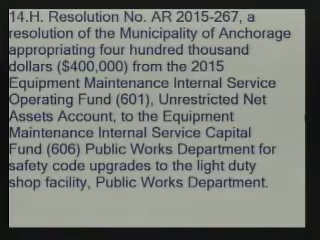 14.H. Resolution No. AR 2015-267, a
resolution of the Municipality of Anchorage
appropriating four hundred thousand
dollars ($400,000) from the 2015
Equipment Maintenance Internal Service
Operating Fund (601), Unrestricted Net
Assets Account, to the Equipment
Maintenance Internal Service Capital
Fund (606) Public Works Department for
safety code upgrades to the light duty
shop facility, Public Works Department.